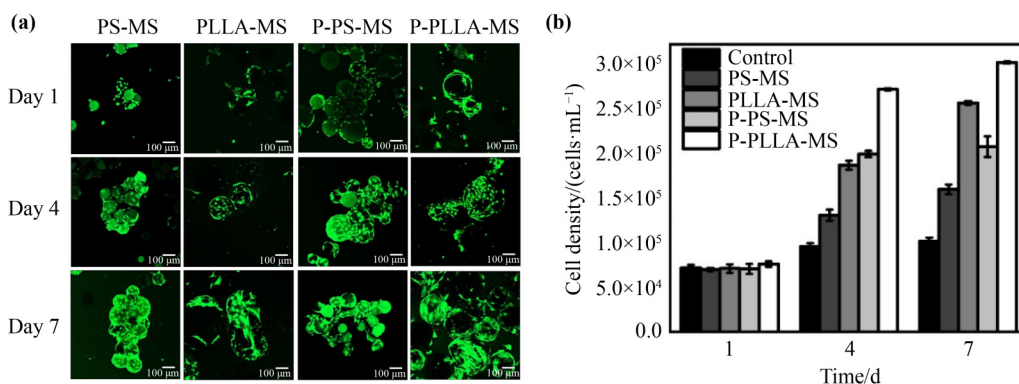 (a)
PS-MS PLLA-MS P-PS-MS P-PLLA-MS
Day 1
100 μm 100 μm 100 μm 100 μm
Day 4
100 μm 100 μm 100 μm 100 μm
Day 7
100 μm 100 μm 100 μm 100 μm
(b)
Cell density/(cells·mL⁻¹)
3.0×10⁵
2.5×10⁵
2.0×10⁵
1.5×10⁵
1.0×10⁵
5.0×10⁴
0.0
Control
PS-MS
PLLA-MS
P-PS-MS
P-PLLA-MS
1 4 7
Time/d